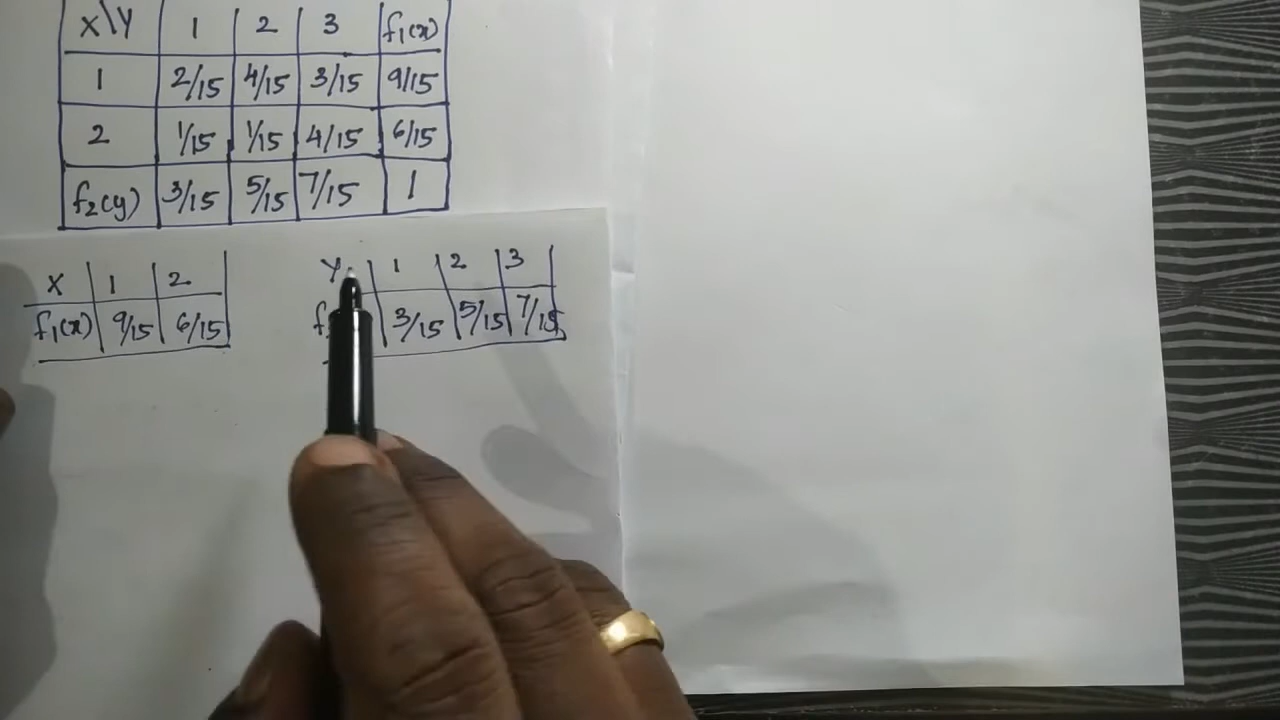 X\Y 1 2 3 f₁(x)
1 2/15 4/15 3/15 9/15
2 1/15 1/15 4/15 6/15
f₂(y) 3/15 5/15 7/15 1
X 1 2
f₁(x) 9/15 6/15
Y 1 2 3
3/15 5/15 7/15